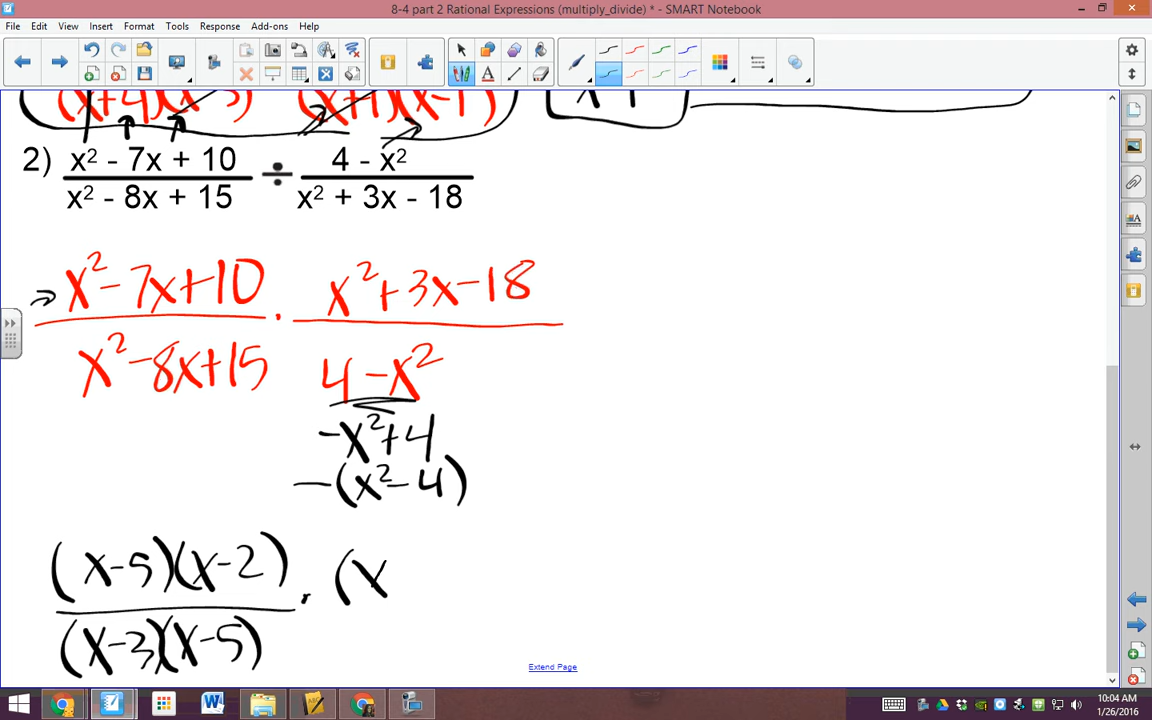 8-4 part 2 Rational Expressions (multiply_divide) * - SMART Notebook
File Edit View Insert Format Tools Response Add-ons Help
2) x² - 7x + 10 ÷ 4 - x²
x² - 8x + 15 x² + 3x - 18
x²-7x+10 · x²+3x-18
x²-8x+15 4-x²
-x²+4
-(x²-4)
(x-5)(x-2) · (x
(x-3)(x-5)
Extend Page
10:04 AM
1/26/2016